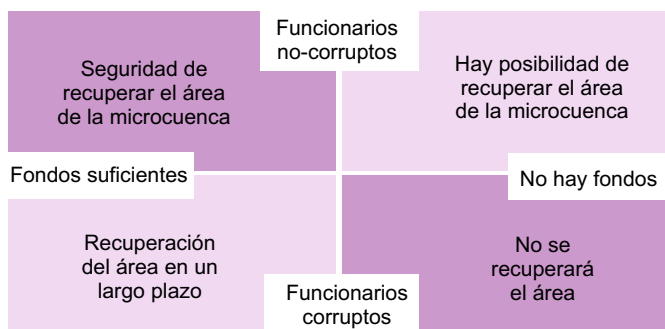 Funcionarios
no-corruptos
Seguridad de
recuperar el área
de la microcuenca
Hay posibilidad de
recuperar el área
de la microcuenca
Fondos suficientes
No hay fondos
Recuperación
del área en un
largo plazo
No se
recuperará
el área
Funcionarios
corruptos